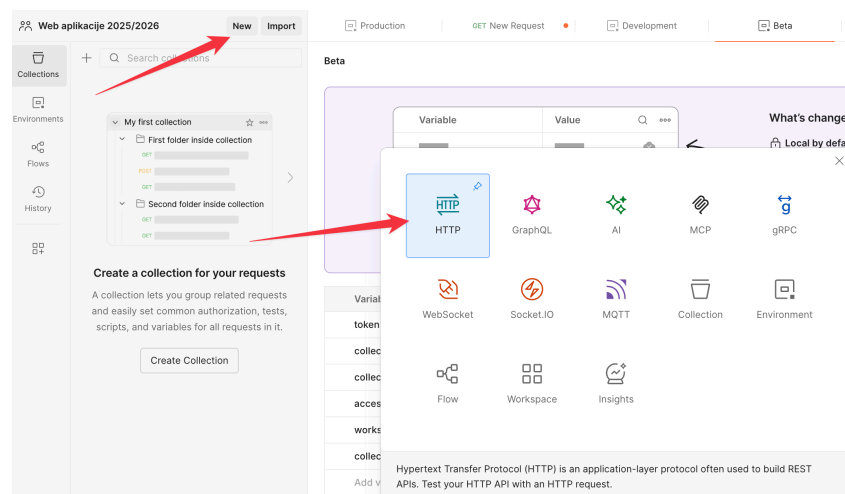 Web aplikacije 2025/2026
New
Import
Production
GET New Request
Development
Beta
Collections
Environments
Flows
History
Search collections
My first collection
First folder inside collection
GET
POST
GET
Second folder inside collection
GET
GET
Create a collection for your requests
A collection lets you group related requests
and easily set common authorization, tests,
scripts, and variables for all requests in it.
Create Collection
Beta
Variable
Value
What's change
Local by defa
Variab
token
collec
collec
acces
works
collec
Add v
HTTP
HTTP
GraphQL
AI
MCP
g
gRPC
WebSocket
Socket.IO
MQTT
Collection
Environment
Flow
Workspace
Insights
Hypertext Transfer Protocol (HTTP) is an application-layer protocol often used to build REST
APIs. Test your HTTP API with an HTTP request.